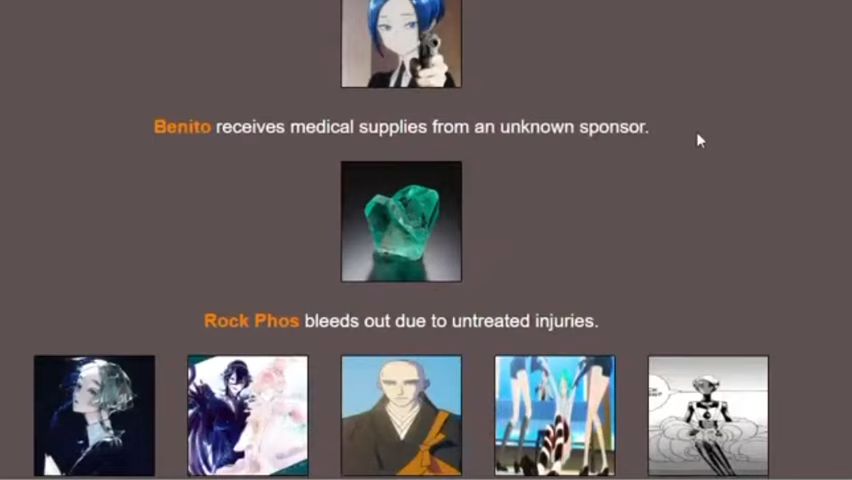 Benito receives medical supplies from an unknown sponsor.
Rock Phos bleeds out due to untreated injuries.